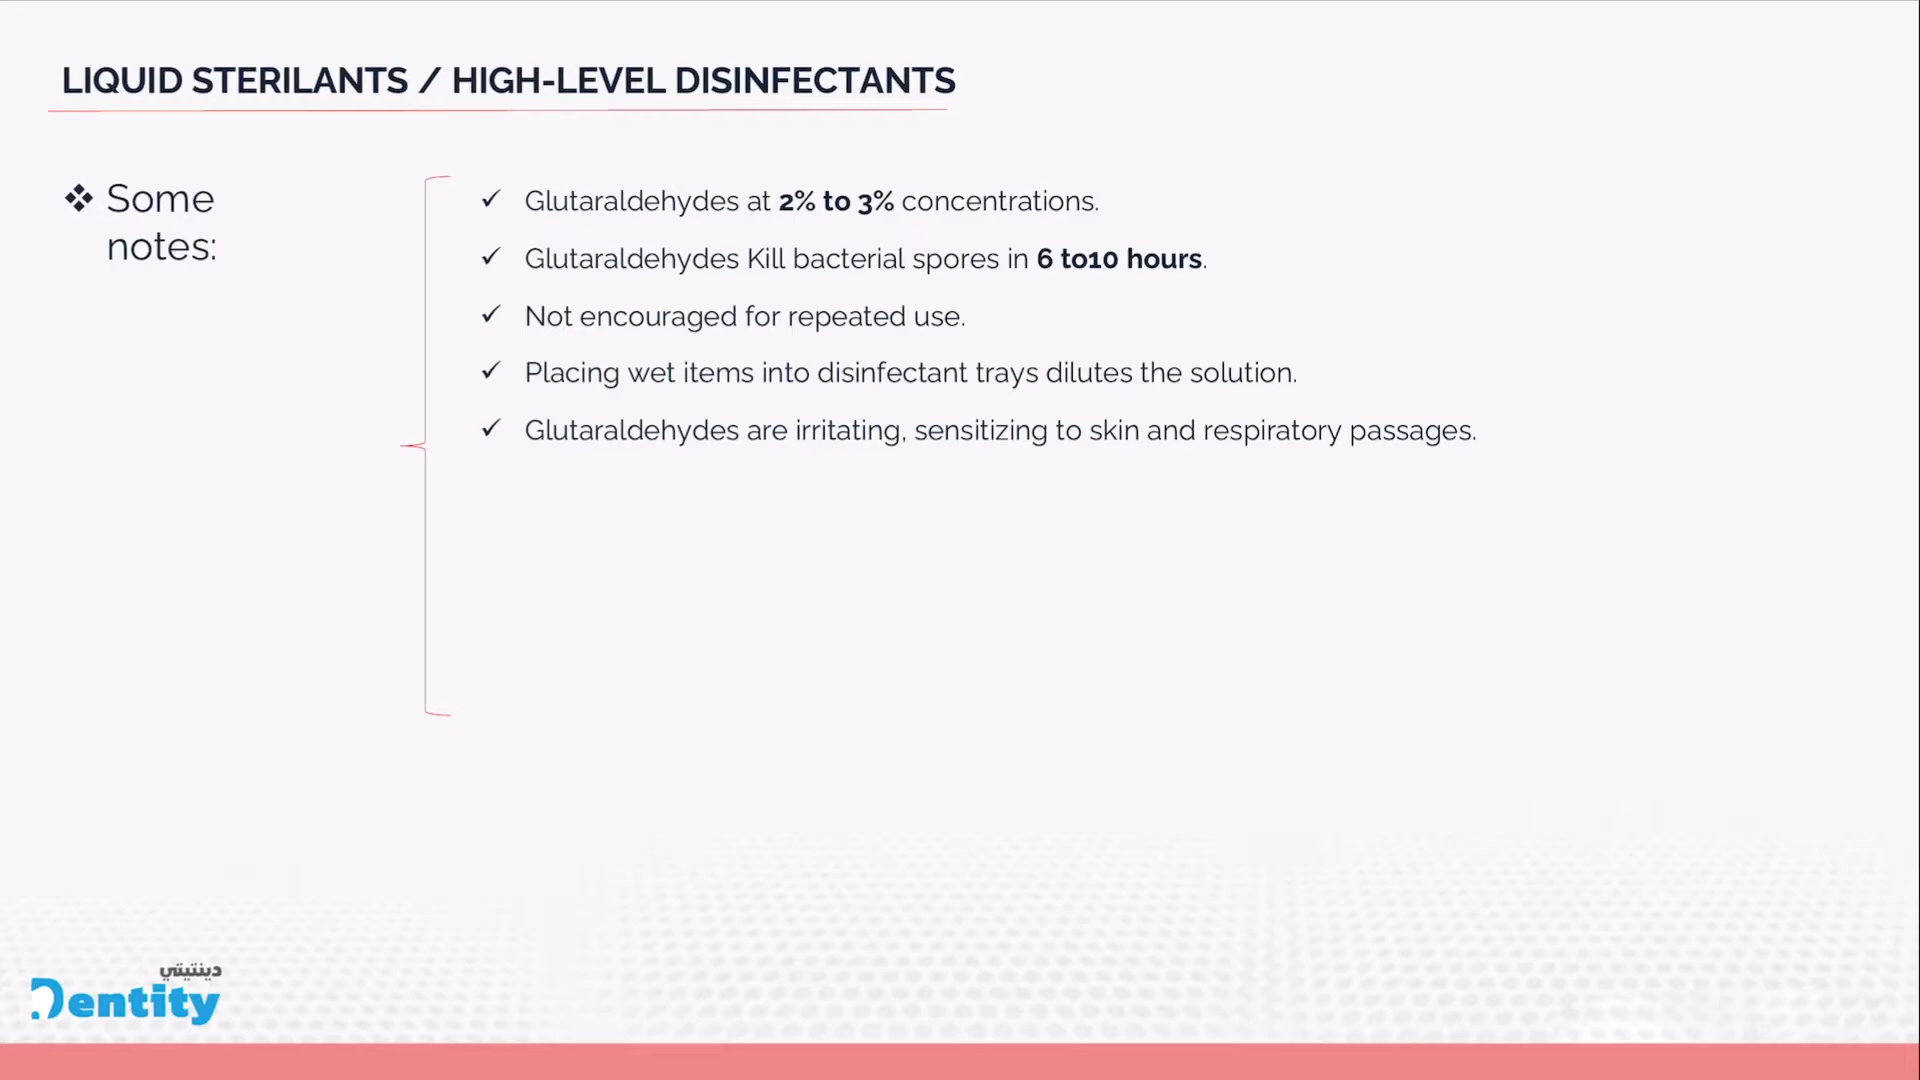 LIQUID STERILANTS / HIGH-LEVEL DISINFECTANTS
❖ Some
notes:
✓ Glutaraldehydes at 2% to 3% concentrations.
✓ Glutaraldehydes Kill bacterial spores in 6 to10 hours.
✓ Not encouraged for repeated use.
✓ Placing wet items into disinfectant trays dilutes the solution.
✓ Glutaraldehydes are irritating, sensitizing to skin and respiratory passages.
دينتيتي
Dentity